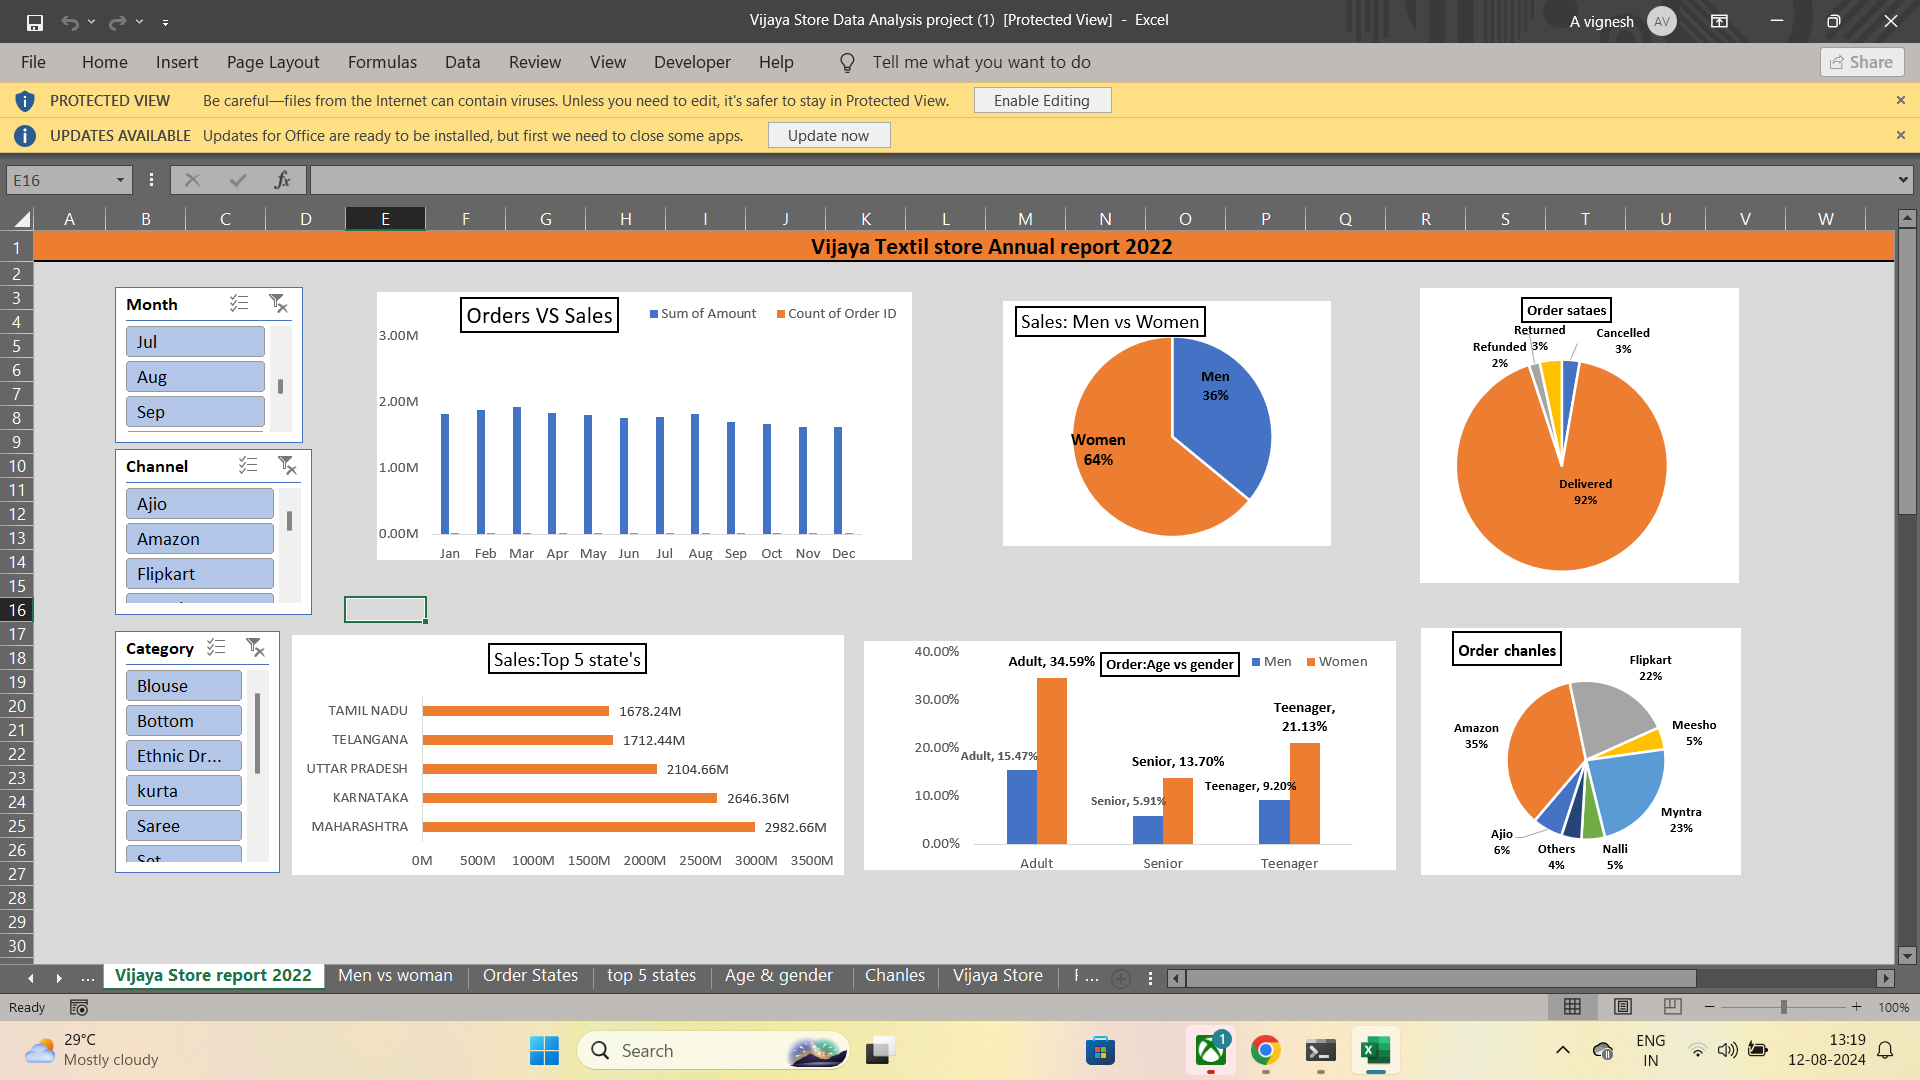 Vijaya Store Data Analysis project (1) [Protected View] - Excel
A vignesh AV
File Home Insert Page Layout Formulas Data Review View Developer Help Tell me what you want to do Share
PROTECTED VIEW Be careful—files from the Internet can contain viruses. Unless you need to edit, it's safer to stay in Protected View. Enable Editing
UPDATES AVAILABLE Updates for Office are ready to be installed, but first we need to close some apps. Update now
E16 fx
A B C D E F G H I J K L M N O P Q R S T U V W
1
2
3
4
5
6
7
8
9
10
11
12
13
14
15
16
17
18
19
20
21
22
23
24
25
26
27
28
29
30
Vijaya Textil store Annual report 2022
Month
Jul
Aug
Sep
Channel
Ajio
Amazon
Flipkart
Category
Blouse
Bottom
Ethnic Dr...
kurta
Saree
Set
Orders VS Sales
Sum of Amount Count of Order ID
3.00M
2.00M
1.00M
0.00M
Jan Feb Mar Apr May Jun Jul Aug Sep Oct Nov Dec
Sales: Men vs Women
Men
36%
Women
64%
Order sataes
Returned
3%
Cancelled
3%
Refunded
2%
Delivered
92%
Sales:Top 5 state's
TAMIL NADU 1678.24M
TELANGANA 1712.44M
UTTAR PRADESH 2104.66M
KARNATAKA 2646.36M
MAHARASHTRA 2982.66M
0M 500M 1000M 1500M 2000M 2500M 3000M 3500M
Order:Age vs gender
Men Women
40.00%
30.00%
20.00%
10.00%
0.00%
Adult, 34.59%
Adult, 15.47%
Senior, 13.70%
Senior, 5.91%
Teenager,
21.13%
Teenager, 9.20%
Adult Senior Teenager
Order chanles
Flipkart
22%
Meesho
5%
Amazon
35%
Myntra
23%
Ajio
6%
Others
4%
Nalli
5%
... Vijaya Store report 2022 Men vs woman Order States top 5 states Age & gender Chanles Vijaya Store ...
Ready
100%
29°C
Mostly cloudy
Search
1
ENG
IN
13:19
12-08-2024